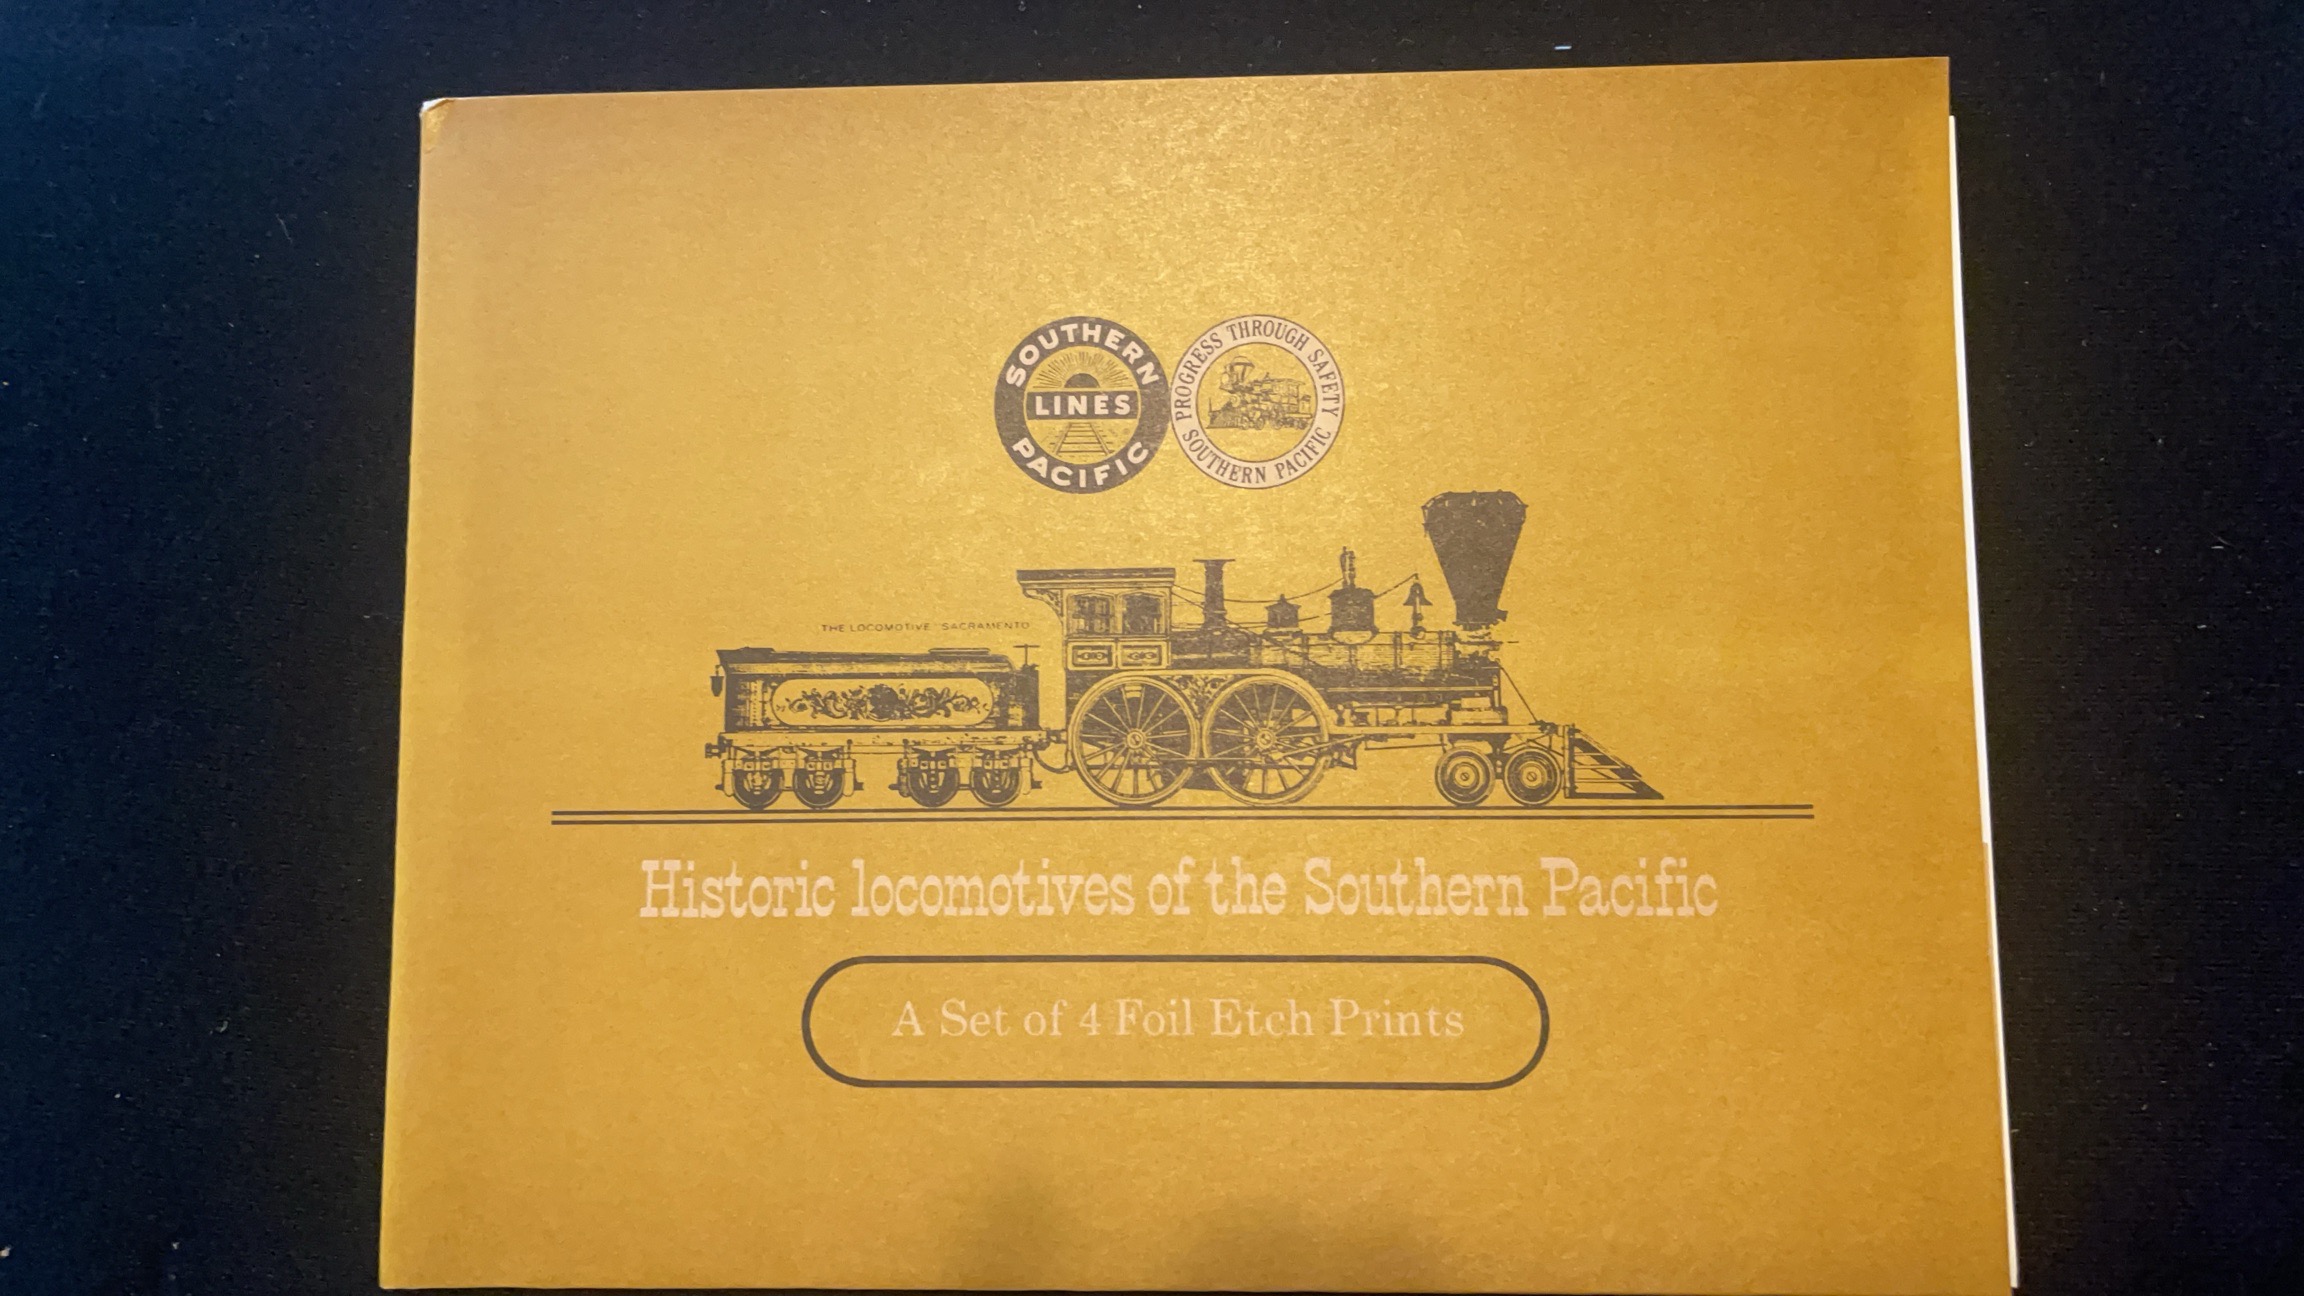 SOUTHERN
LINES
PACIFIC
PROGRESS THROUGH SAFETY
SOUTHERN PACIFIC
THE LOCOMOTIVE "SACRAMENTO"
Historic locomotives of the Southern Pacific
A Set of 4 Foil Etch Prints